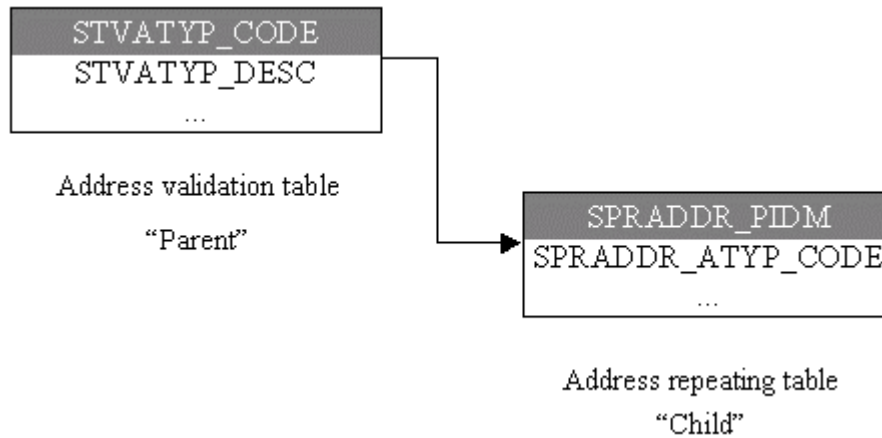 STVATYP_CODE
STVATYP_DESC
...
Address validation table
“Parent”
SPRADDR_PIDM
SPRADDR_ATYP_CODE
...
Address repeating table
“Child”